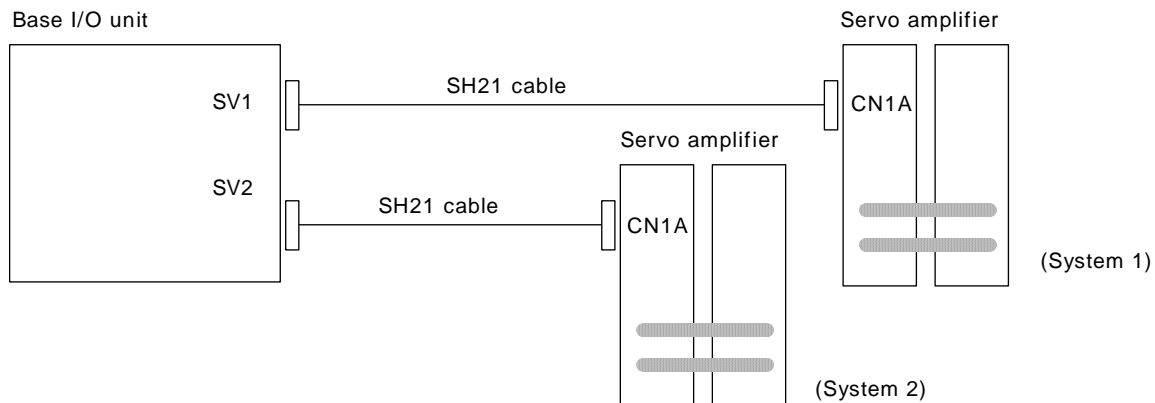 Base I/O unit
Servo amplifier
SH21 cable
SV1
CN1A
Servo amplifier
SV2
SH21 cable
CN1A
(System 1)
(System 2)